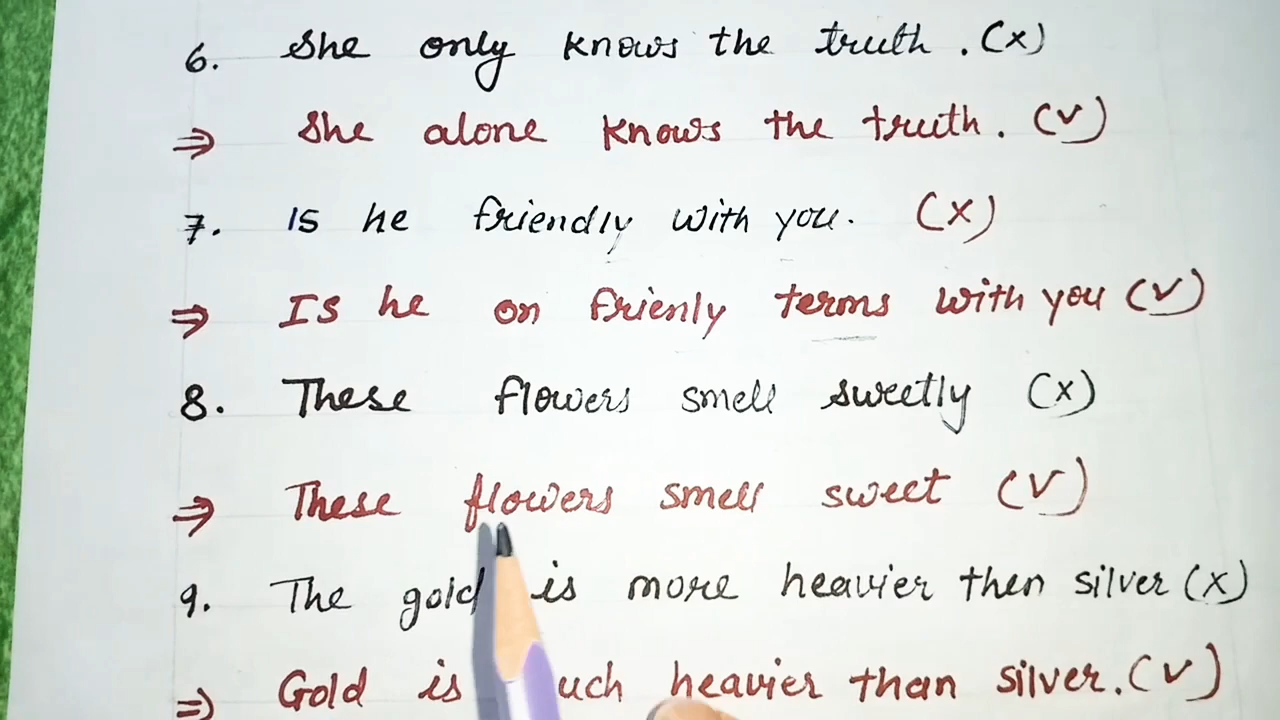 6. She only knows the truth. (x)
⇒ She alone knows the truth. (v)
7. Is he friendly with you. (x)
⇒ Is he on frienly terms with you (v)
8. These flowers smell sweetly (x)
⇒ These flowers smell sweet (v)
9. The gold is more heavier then silver (x)
⇒ Gold is uch heavier than silver. (v)